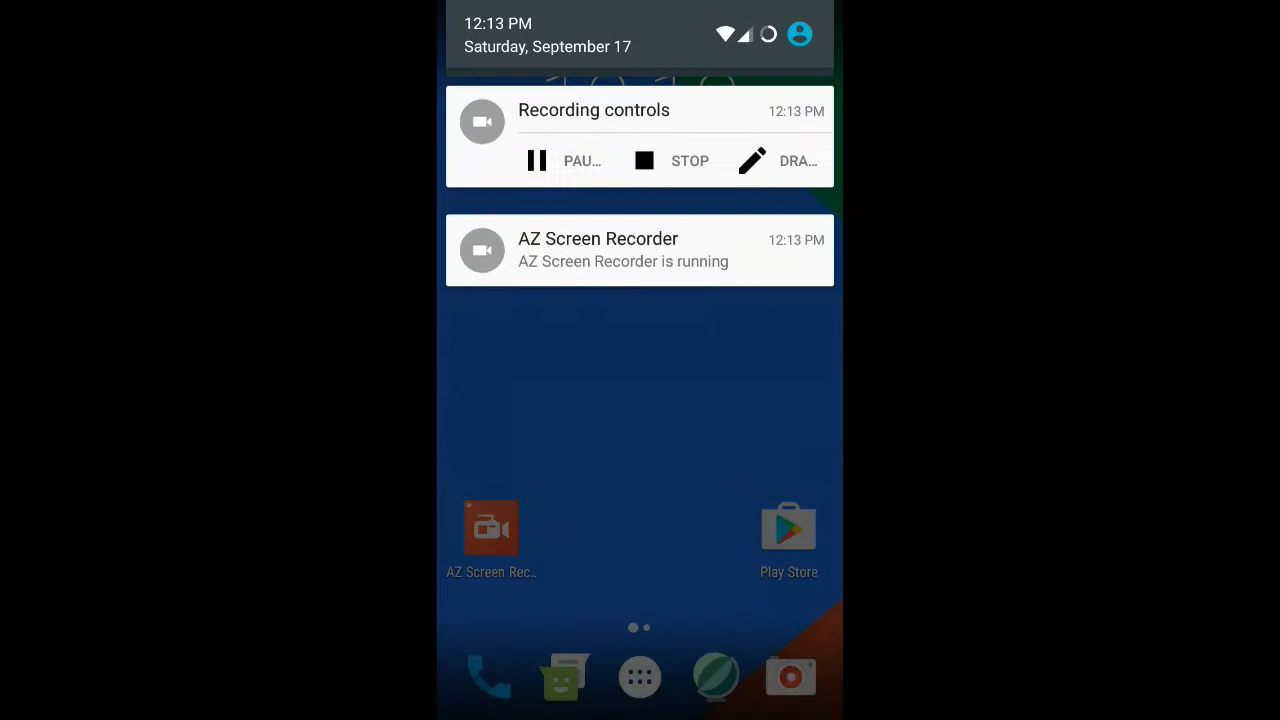 12:13 PM
Saturday, September 17
Recording controls 12:13 PM
PAU... STOP DRA...
AZ Screen Recorder 12:13 PM
AZ Screen Recorder is running
AZ Screen Rec.. Play Store